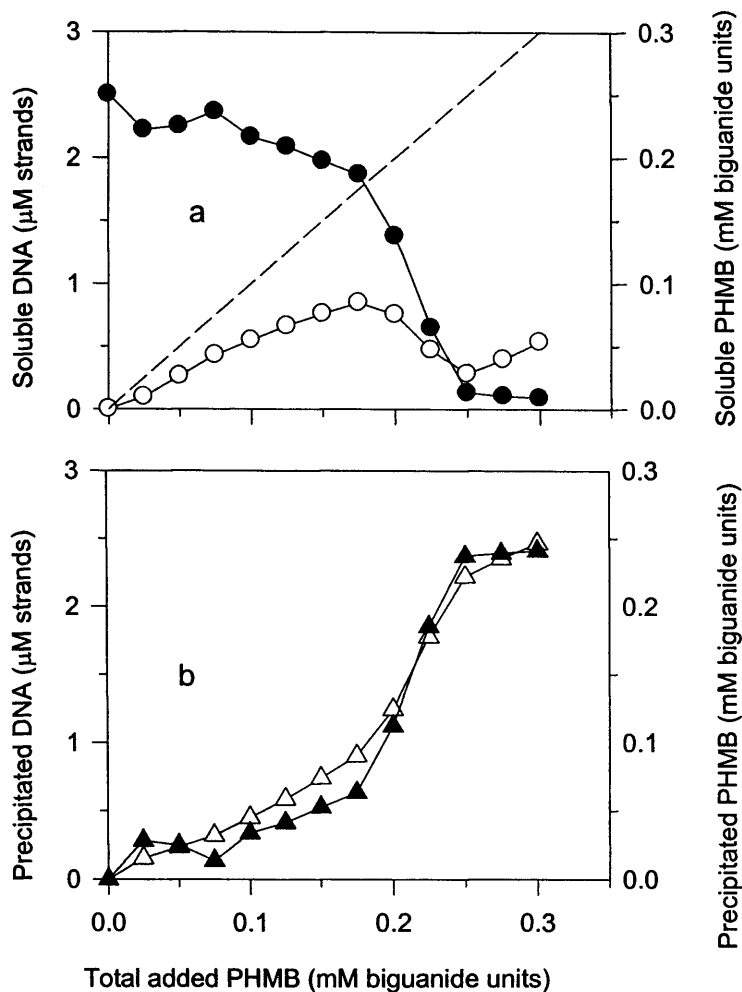 3
2
1
0
Soluble DNA (μM strands)
a
0.3
0.2
0.1
0.0
Soluble PHMB (mM biguanide units)
3
2
1
0
Precipitated DNA (μM strands)
b
0.3
0.2
0.1
0.0
Precipitated PHMB (mM biguanide units)
0.0 0.1 0.2 0.3
Total added PHMB (mM biguanide units)